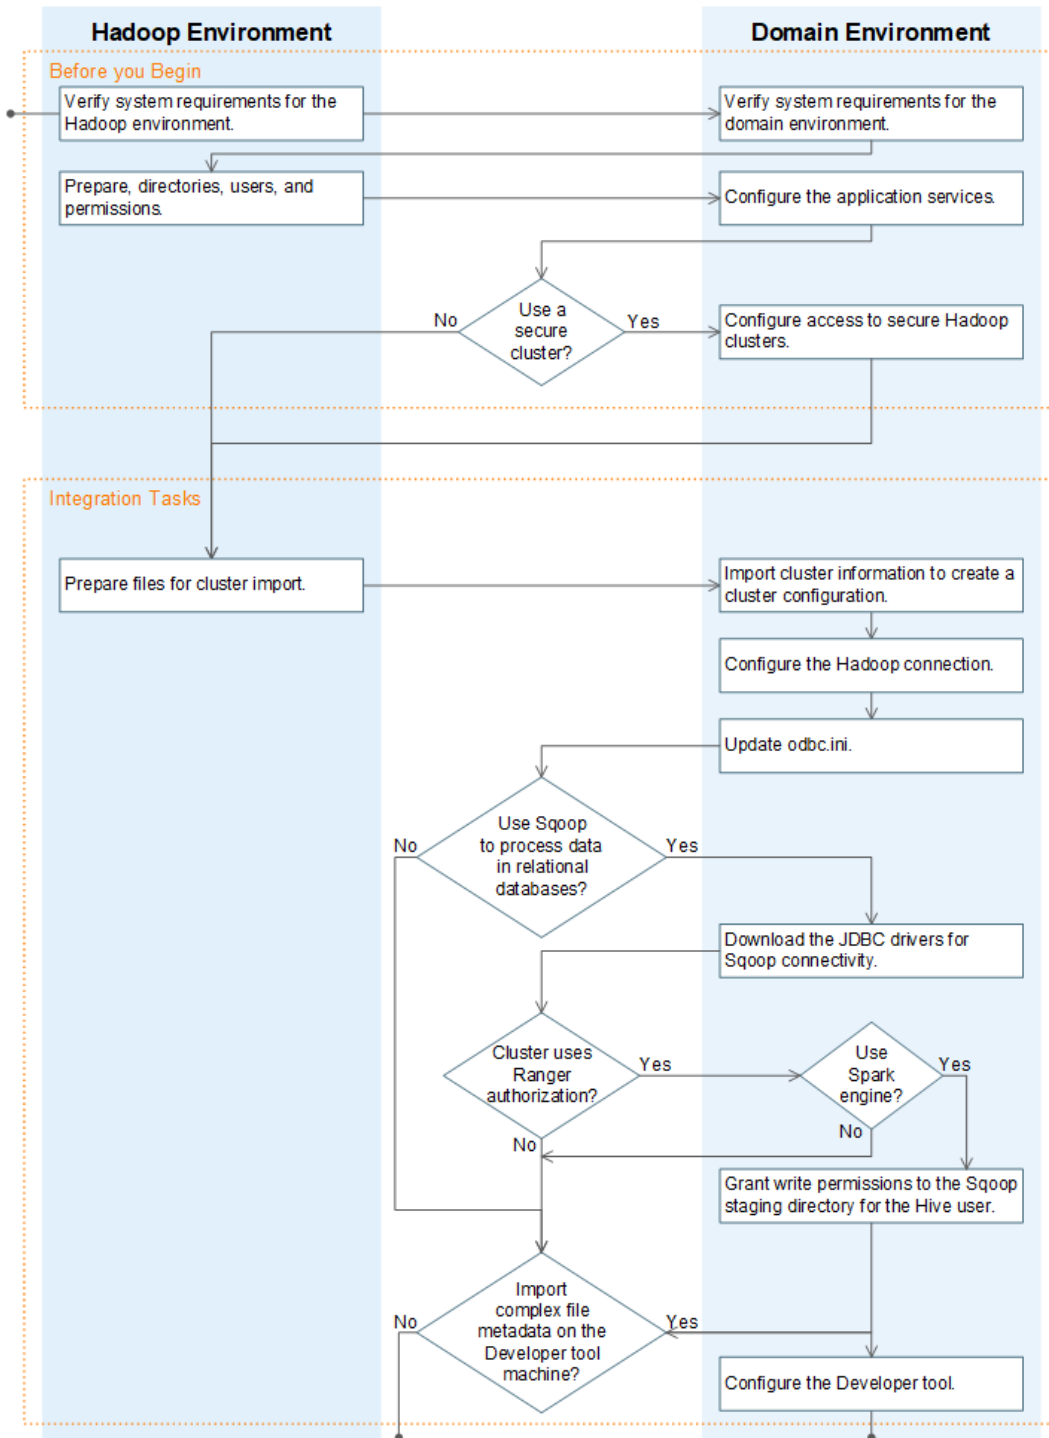 Hadoop Environment
Domain Environment
Before you Begin
Verify system requirements for the
Hadoop environment.
Verify system requirements for the
domain environment.
Prepare, directories, users, and
permissions.
Configure the application services.
Use a
secure
cluster?
No
Yes
Configure access to secure Hadoop
clusters.
Integration Tasks
Prepare files for cluster import.
Import cluster information to create a
cluster configuration.
Configure the Hadoop connection.
Update odbc.ini.
Use Sqoop
to process data
in relational
databases?
No
Yes
Download the JDBC drivers for
Sqoop connectivity.
Cluster uses
Ranger
authorization?
Yes
No
Use
Spark
engine?
Yes
No
Grant write permissions to the Sqoop
staging directory for the Hive user.
Import
complex file
metadata on the
Developer tool
machine?
No
Yes
Configure the Developer tool.